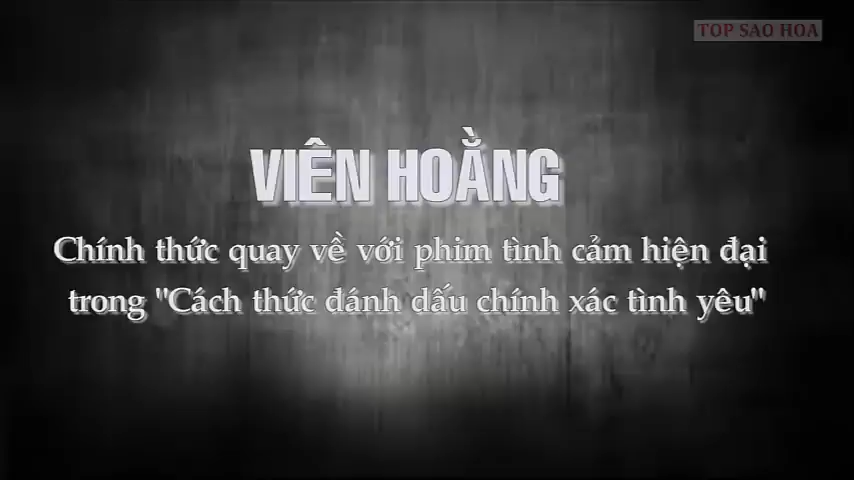 TOP SAO HOA
VIÊN HOẰNG
Chính thức quay về với phim tình cảm hiện đại
trong "Cách thức đánh dấu chính xác tình yêu"